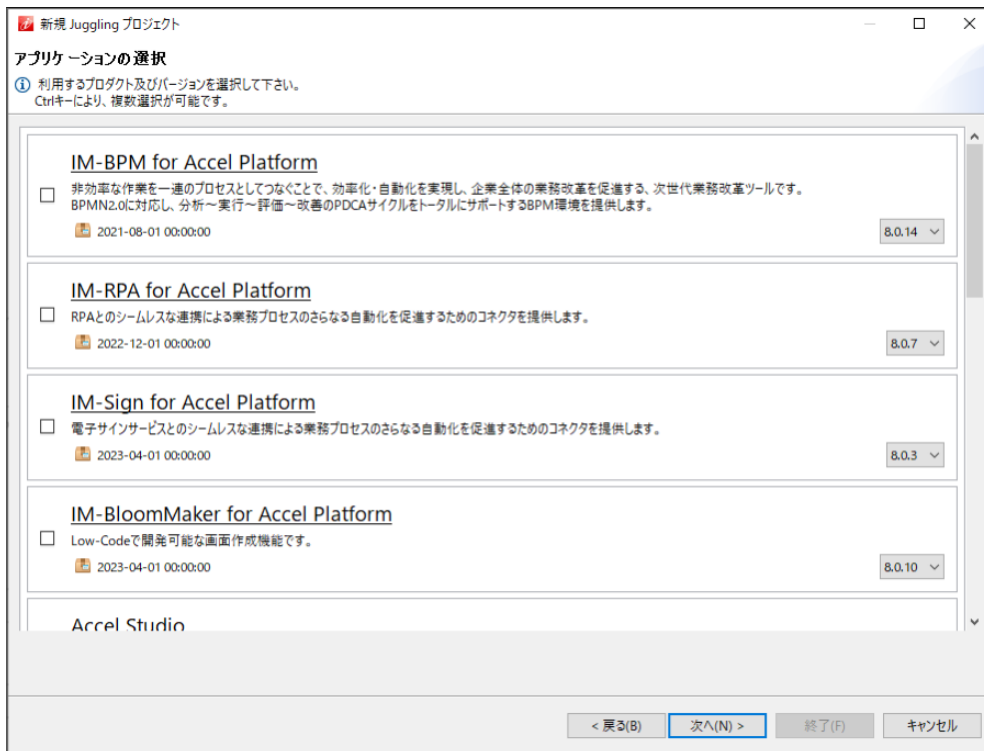 新規 Juggling プロジェクト
アプリケーションの選択
利用するプロダクト及びバージョンを選択して下さい。
Ctrlキーにより、複数選択が可能です。
IM-BPM for Accel Platform
非効率な作業を一連のプロセスとしてつなぐことで、効率化・自動化を実現し、企業全体の業務改革を促進する、次世代業務改革ツールです。
BPMN2.0に対応し、分析～実行～評価～改善のPDCAサイクルをトータルにサポートするBPM環境を提供します。
2021-08-01 00:00:00
8.0.14
IM-RPA for Accel Platform
RPAとのシームレスな連携による業務プロセスのさらなる自動化を促進するためのコネクタを提供します。
2022-12-01 00:00:00
8.0.7
IM-Sign for Accel Platform
電子サインサービスとのシームレスな連携による業務プロセスのさらなる自動化を促進するためのコネクタを提供します。
2023-04-01 00:00:00
8.0.3
IM-BloomMaker for Accel Platform
Low-Codeで開発可能な画面作成機能です。
2023-04-01 00:00:00
8.0.10
Accel Studio
< 戻る(B)
次へ(N) >
終了(F)
キャンセル